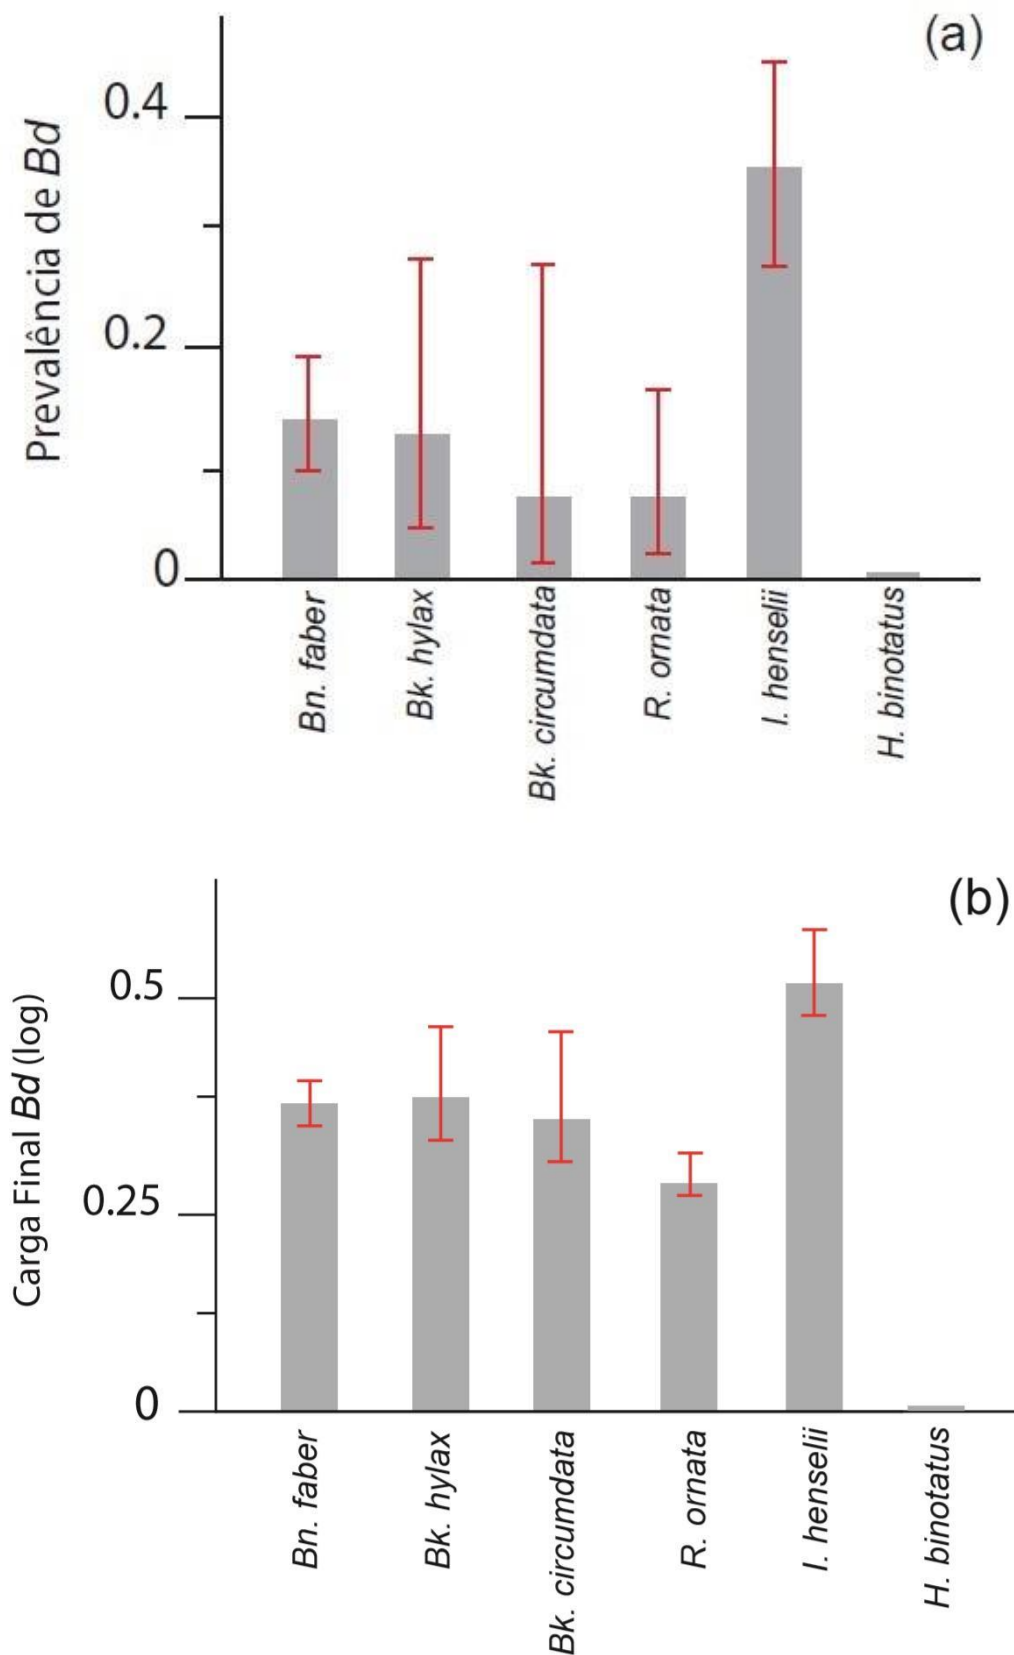 (a)
Prevalência de Bd
0.4
0.2
0
Bn. faber
Bk. hylax
Bk. circumdata
R. ornata
I. henselii
H. binotatus
(b)
Carga Final Bd (log)
0.5
0.25
0
Bn. faber
Bk. hylax
Bk. circumdata
R. ornata
I. henselii
H. binotatus